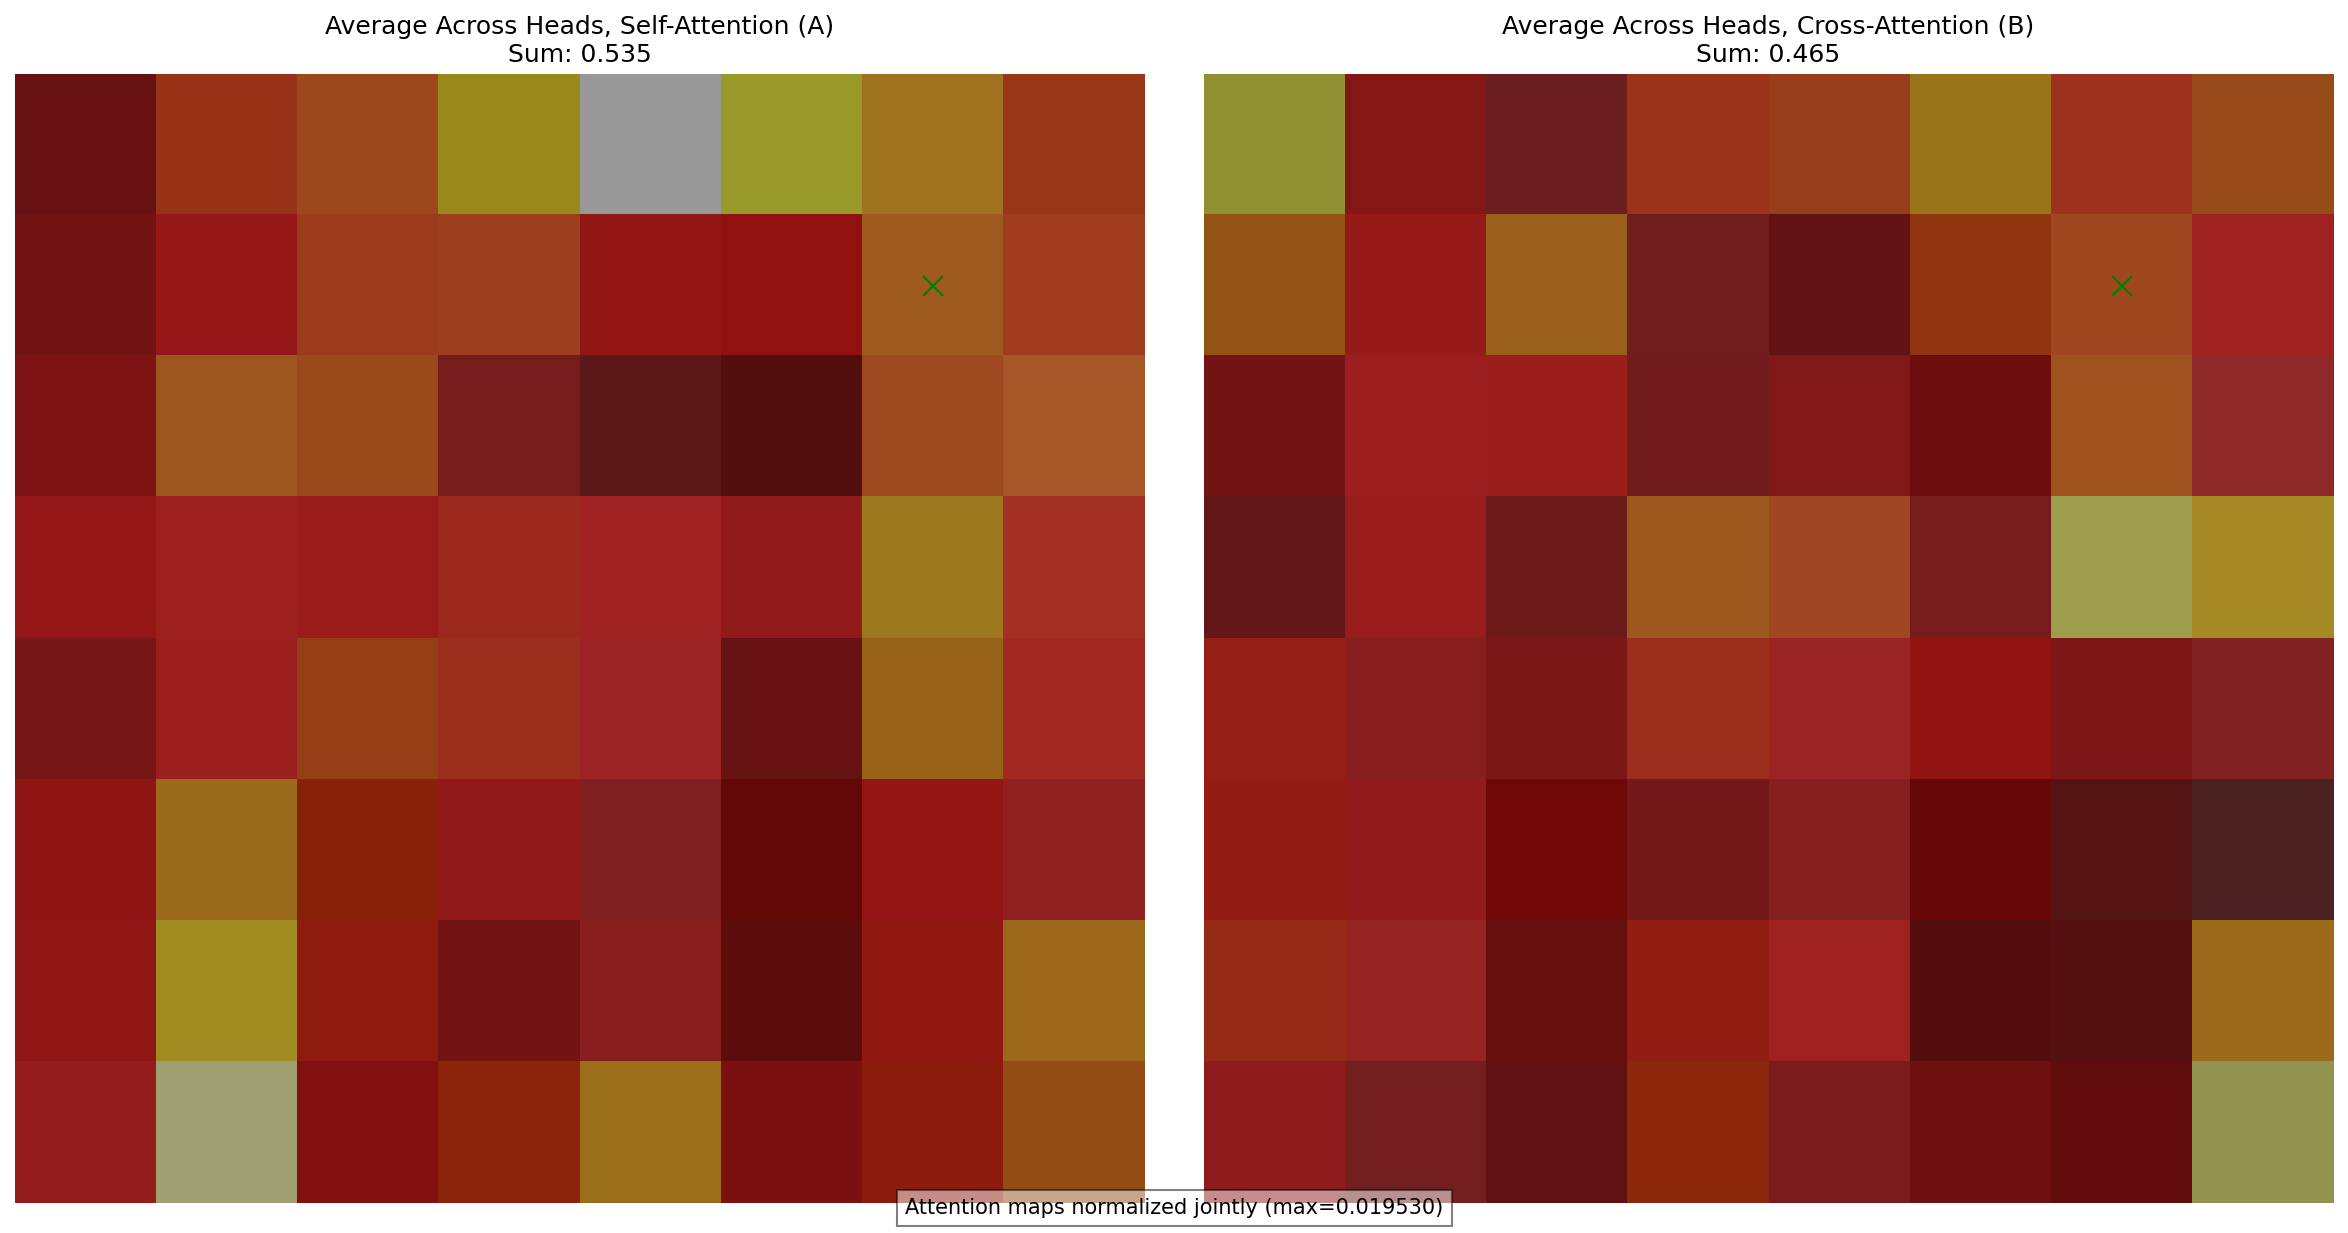 Average Across Heads, Self-Attention (A)
Sum: 0.535
Average Across Heads, Cross-Attention (B)
Sum: 0.465
Attention maps normalized jointly (max=0.019530)